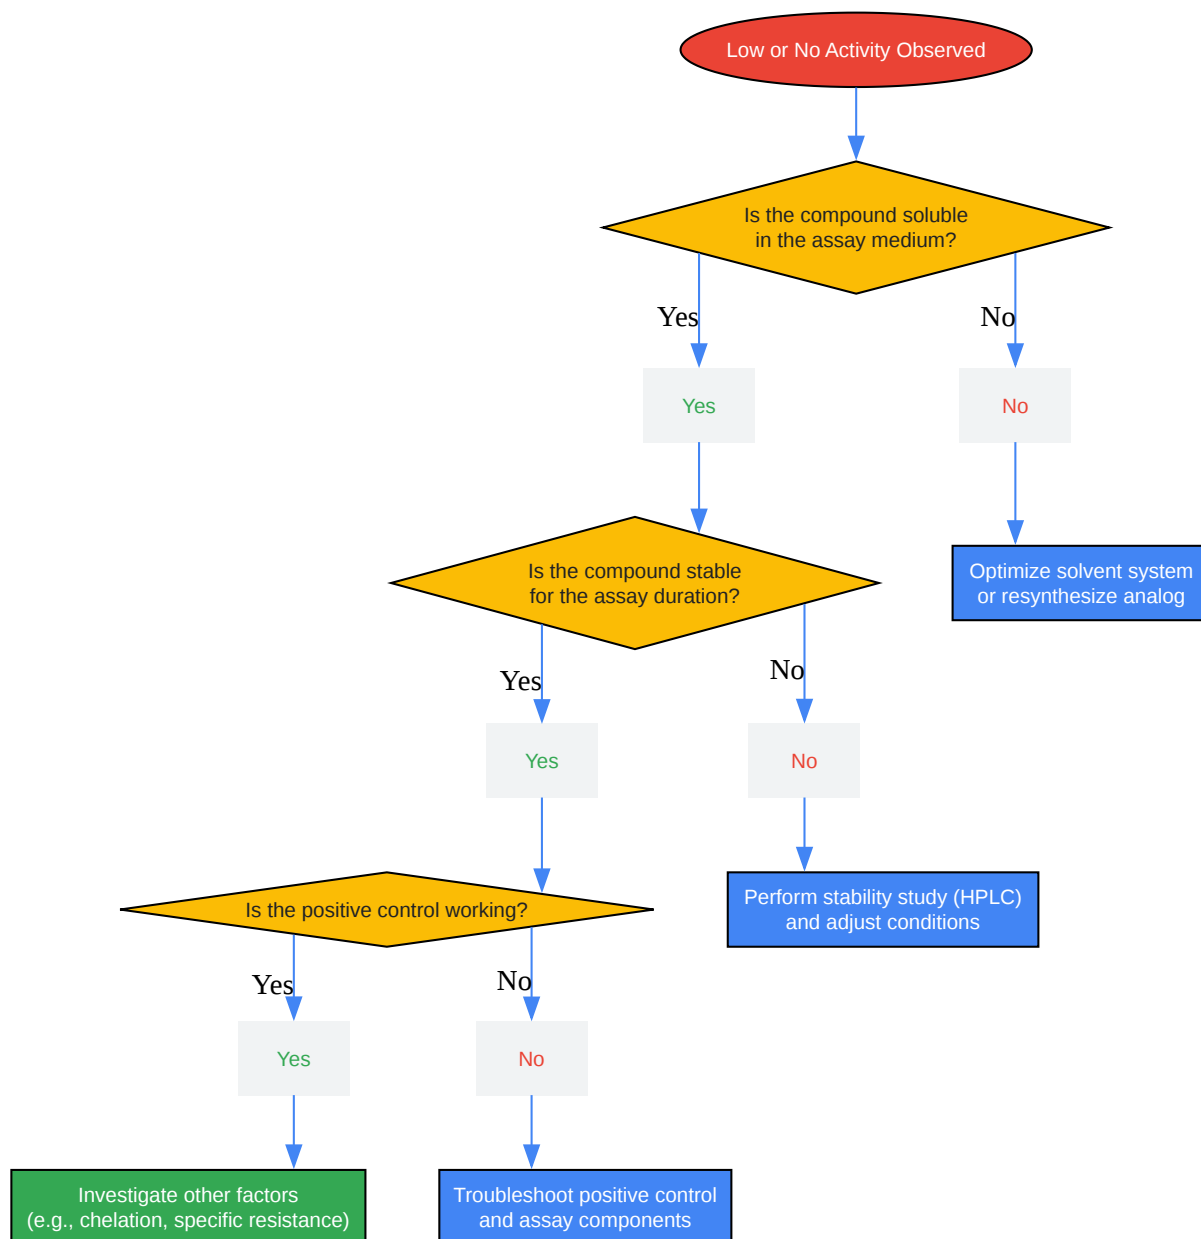 Low or No Activity Observed
Is the compound soluble
in the assay medium?
Yes
No
Yes
No
Is the compound stable
for the assay duration?
Optimize solvent system
or resynthesize analog
Yes
No
Yes
No
Is the positive control working?
Perform stability study (HPLC)
and adjust conditions
Yes
No
Yes
No
Investigate other factors
(e.g., chelation, specific resistance)
Troubleshoot positive control
and assay components